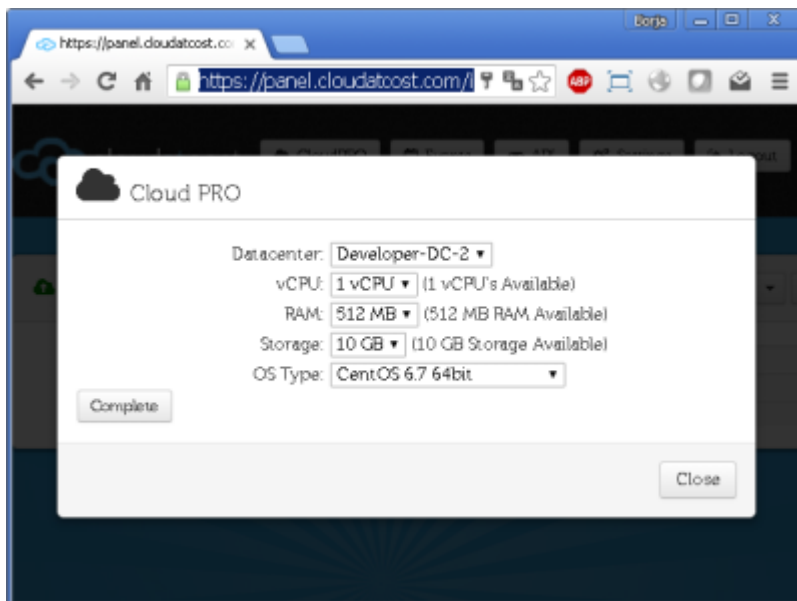 Borja
https://panel.cloudatcost.co
https://panel.cloudatcost.com/l
ABP
Cloud PRO
Datacenter: Developer-DC-2
vCPU: 1 vCPU (1 vCPU's Available)
RAM: 512 MB (512 MB RAM Available)
Storage: 10 GB (10 GB Storage Available)
OS Type: CentOS 6.7 64bit
Complete
Close